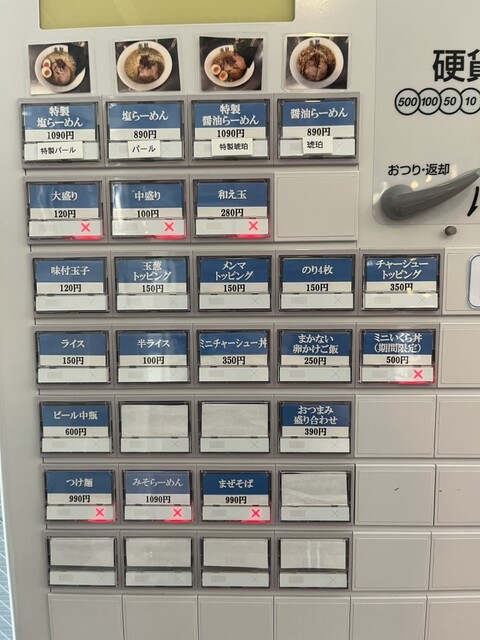 硬貨
500 100 50 10
おつり・返却
特製
塩らーめん
1090円
特製パール
塩らーめん
890円
パール
特製
醤油らーめん
1090円
特製琥珀
醤油らーめん
890円
琥珀
大盛り
120円
中盛り
100円
和え玉
280円
味付玉子
120円
玉葱
トッピング
150円
メンマ
トッピング
150円
のり4枚
150円
チャーシュー
トッピング
350円
ライス
150円
半ライス
100円
ミニチャーシュー丼
350円
まかない
卵かけご飯
250円
ミニいくら丼
(期間限定)
500円
ビール中瓶
600円
おつまみ
盛り合わせ
390円
つけ麺
990円
みそらーめん
1090円
まぜそば
990円